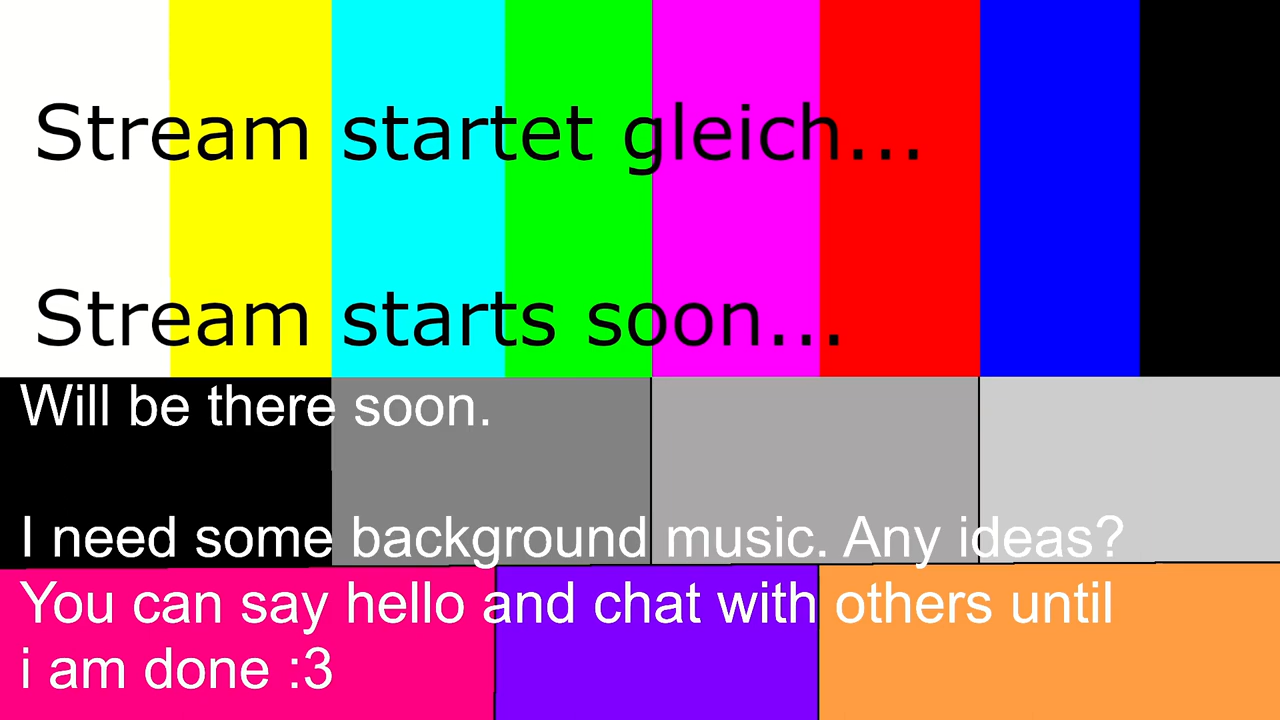 Stream startet gleich...
Stream starts soon...
Will be there soon.
I need some background music. Any ideas?
You can say hello and chat with others until
i am done :3